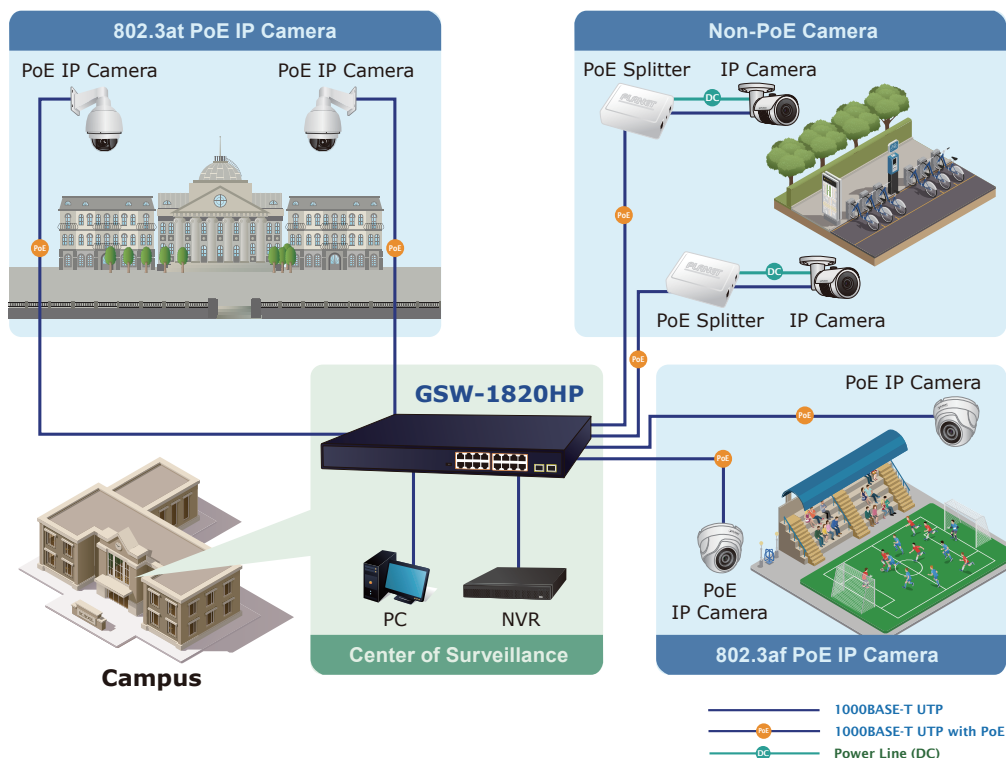 802.3at PoE IP Camera
PoE IP Camera
PoE IP Camera
PoE
PoE
Non-PoE Camera
PoE Splitter
IP Camera
PLANET
DC
PoE
PLANET
DC
PoE Splitter
IP Camera
PoE
GSW-1820HP
PC
NVR
Center of Surveillance
Campus
PoE IP Camera
PoE
PoE
PoE
IP Camera
802.3af PoE IP Camera
1000BASE-T UTP
PoE
1000BASE-T UTP with PoE
DC
Power Line (DC)